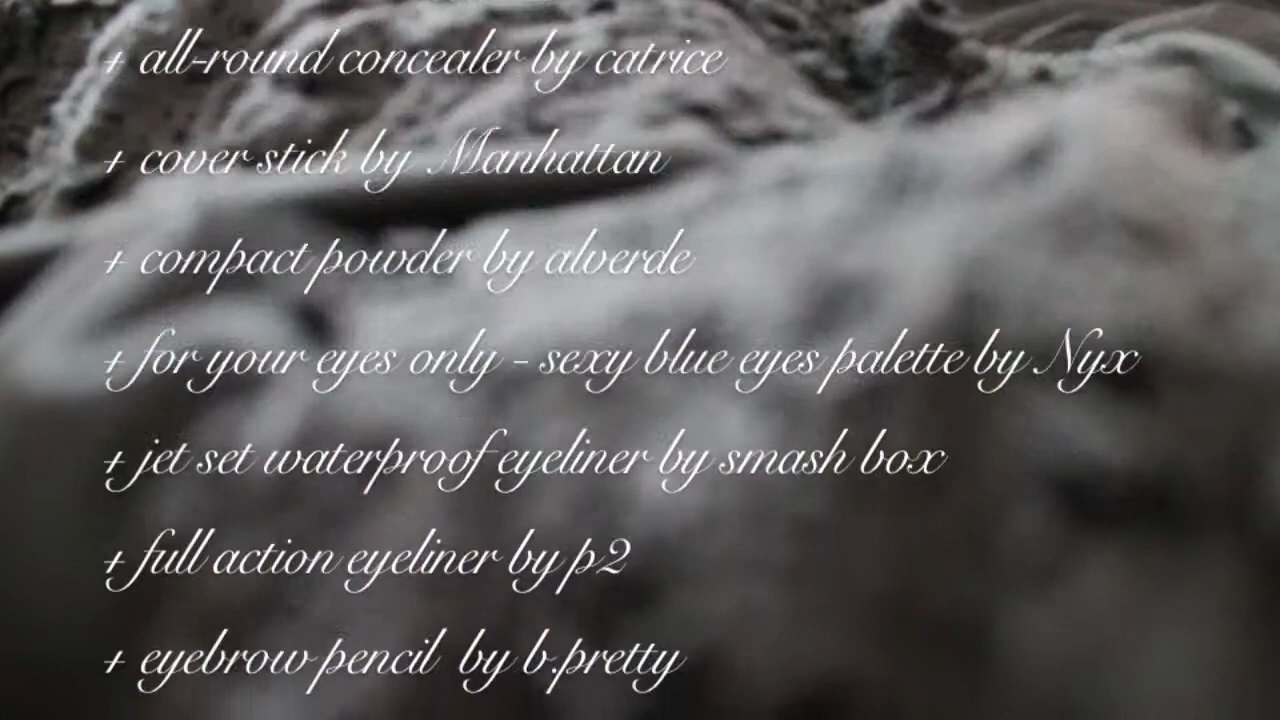 + all-round concealer by catrice
+ cover stick by Manhattan
+ compact powder by alverde
+ for your eyes only - sexy blue eyes palette by Nyx
+ jet set waterproof eyeliner by smash box
+ full action eyeliner by p2
+ eyebrow pencil by b.pretty